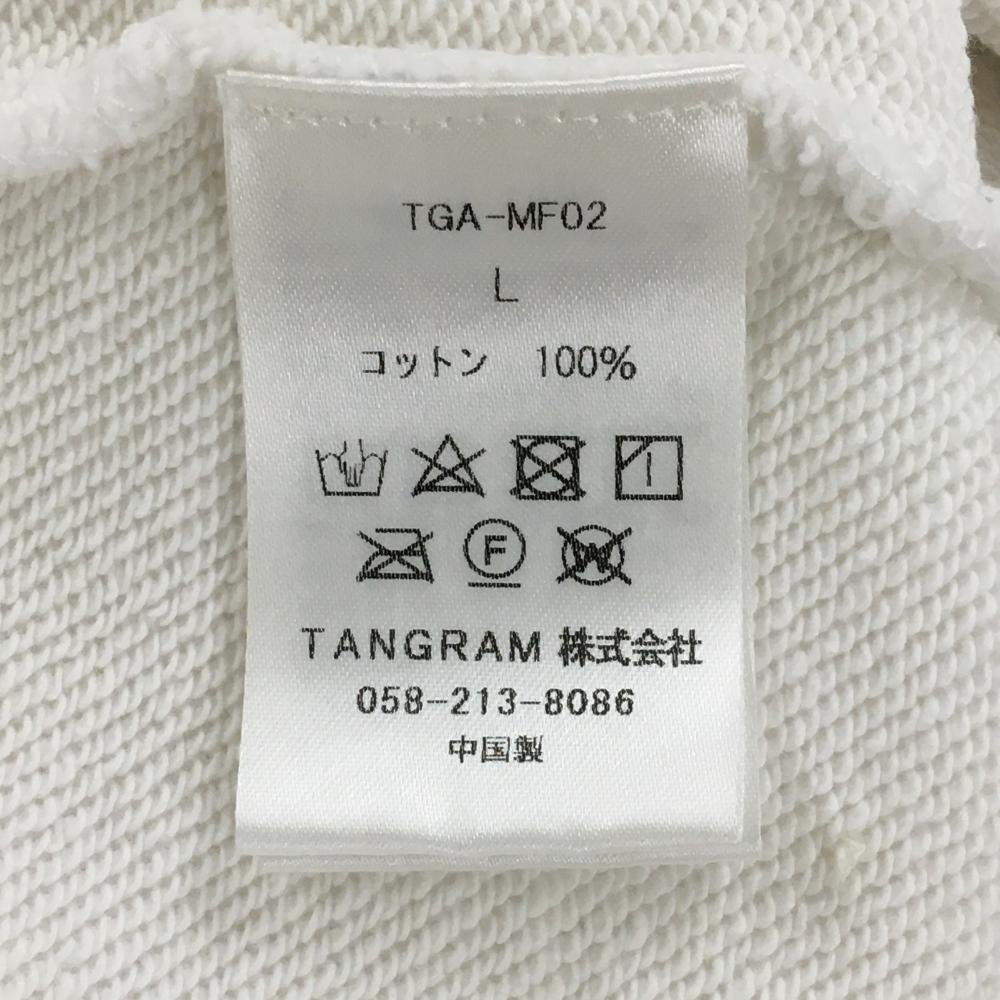 TGA-MF02
L
コットン 100%
F
W
TANGRAM 株式会社
058-213-8086
中国製